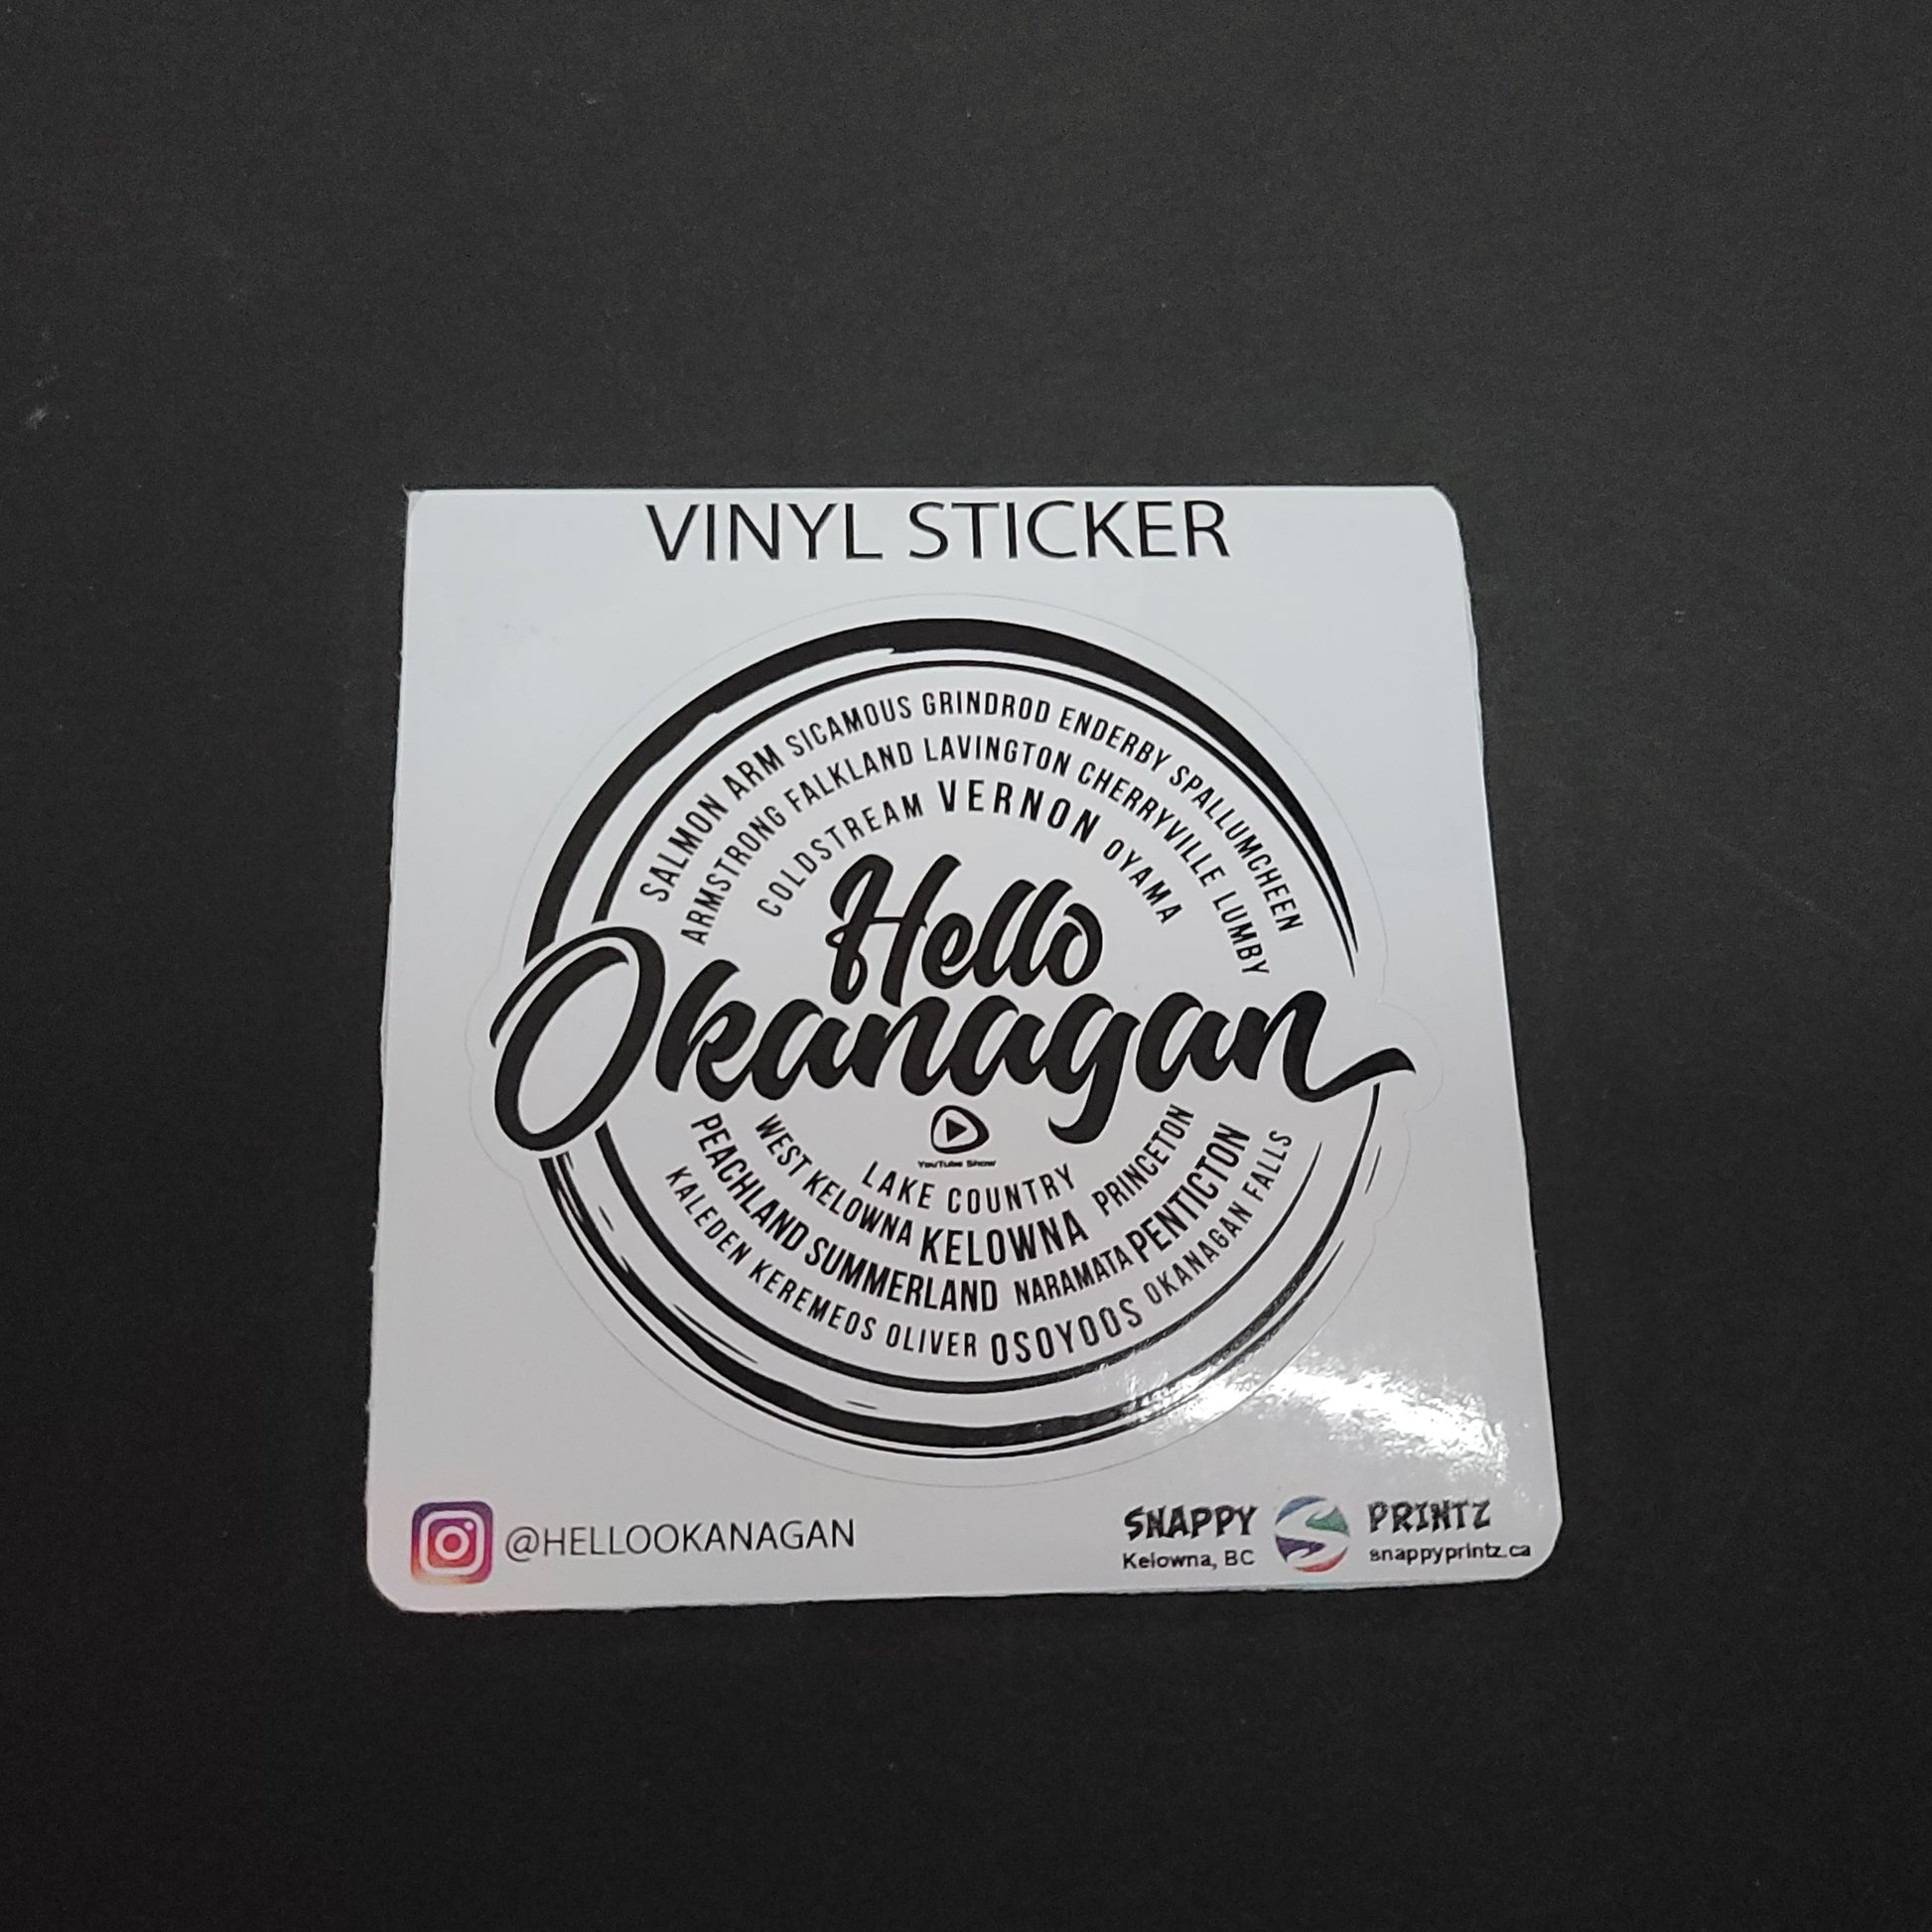 VINYL STICKER
SALMON ARM SICAMOUS GRINDROD ENDERBY SPALLUMCHEEN
ARMSTRONG FALKLAND LAVINGTON CHERRYVILLE LUMBY
COLDSTREAM VERNON OYAMA
Hello
Okanagan
YouTube Show
LAKE COUNTRY
WEST KELOWNA KELOWNA PRINCETON
PEACHLAND SUMMERLAND NARAMATA PENTICTON
KALEDEN KEREMEOS OLIVER OSOYOOS OKANAGAN FALLS
@HELLOOKANAGAN
SNAPPY PRINTZ
Kelowna, BC snappyprintz.ca